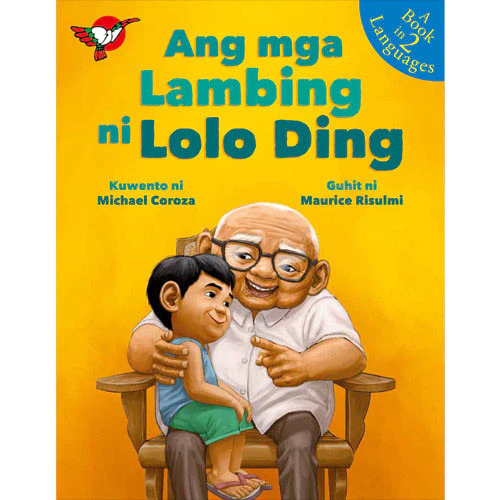 Ang mga
Lambing
ni Lolo Ding
A
Book
in 2
Languages
Kuwento ni
Michael Coroza
Guhit ni
Maurice Risulmi